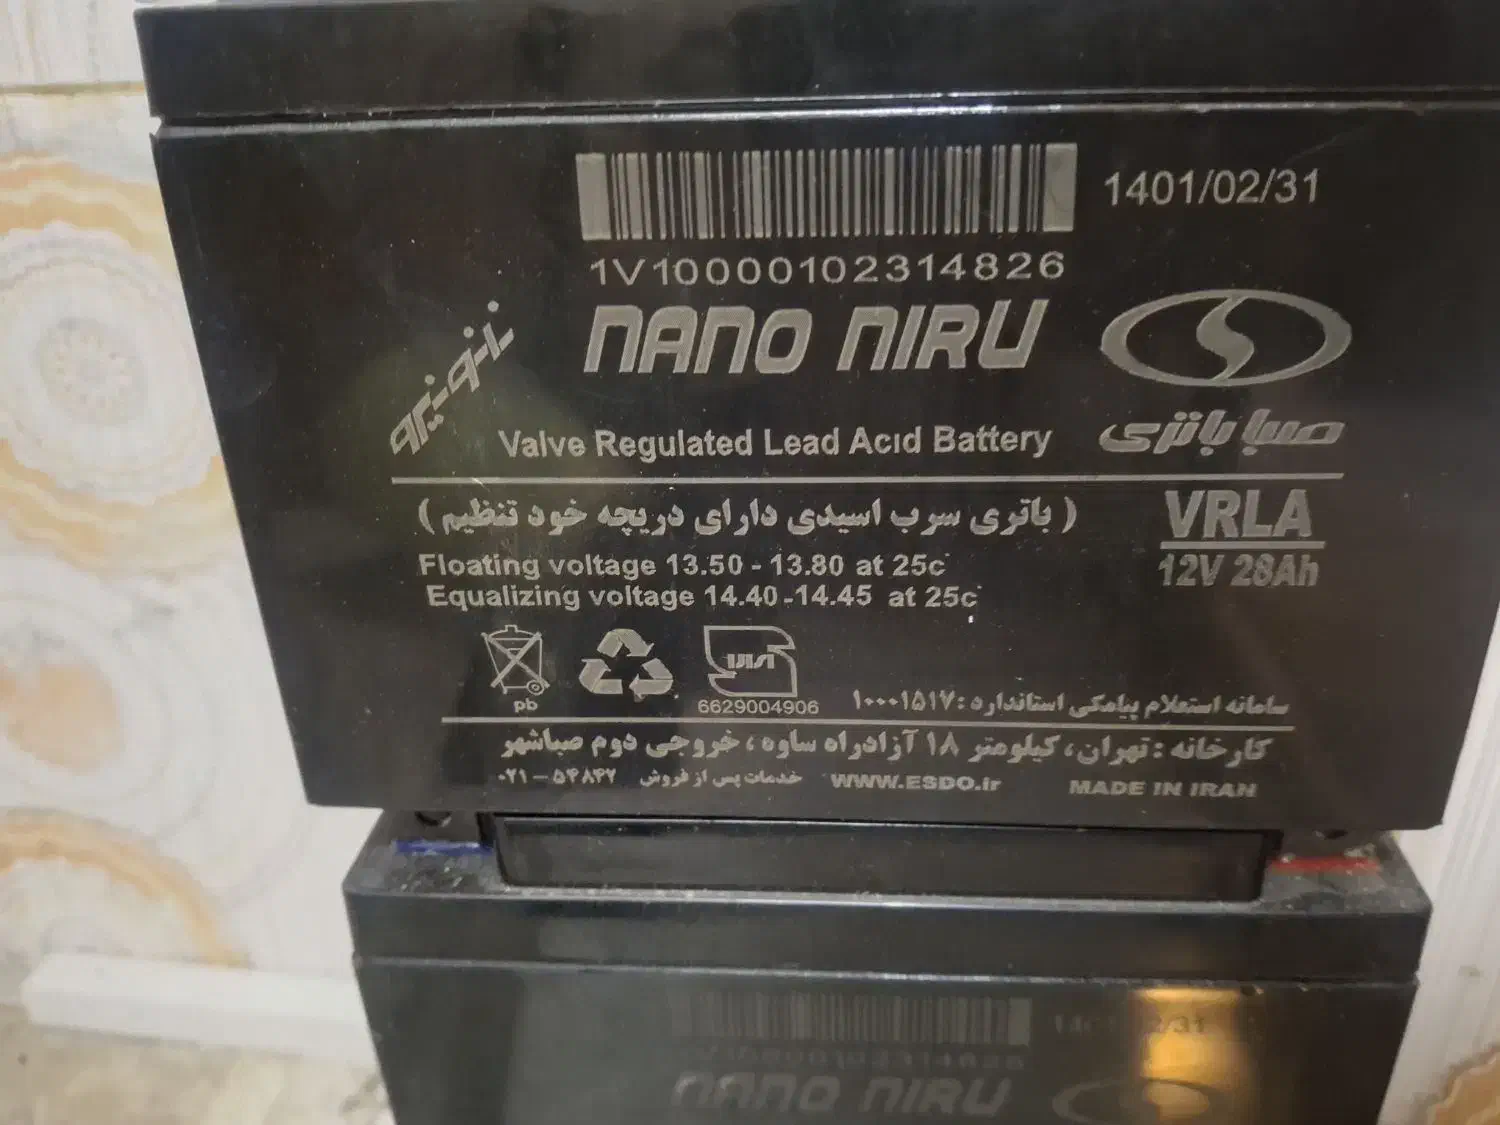 1401/02/31
1V10000102314826
نانو نیرو
NANO NIRU
صبا باتری
Valve Regulated Lead Acid Battery
( باتری سرب اسیدی دارای دریچه خود تنظیم )
VRLA
12V 28Ah
Floating voltage 13.50 - 13.80 at 25c
Equalizing voltage 14.40 -14.45 at 25c
pb
6629004906
سامانه استعلام پیامکی استاندارد : ۱۰۰۰۱۵۱۷
کارخانه : تهران، کیلومتر ۱۸ آزادراه ساوه ، خروجی دوم صباشهر
خدمات پس از فروش ۰۲۱ – ۵۴۸۴۲ WWW.ESDO.ir MADE IN IRAN
NANO NIRU